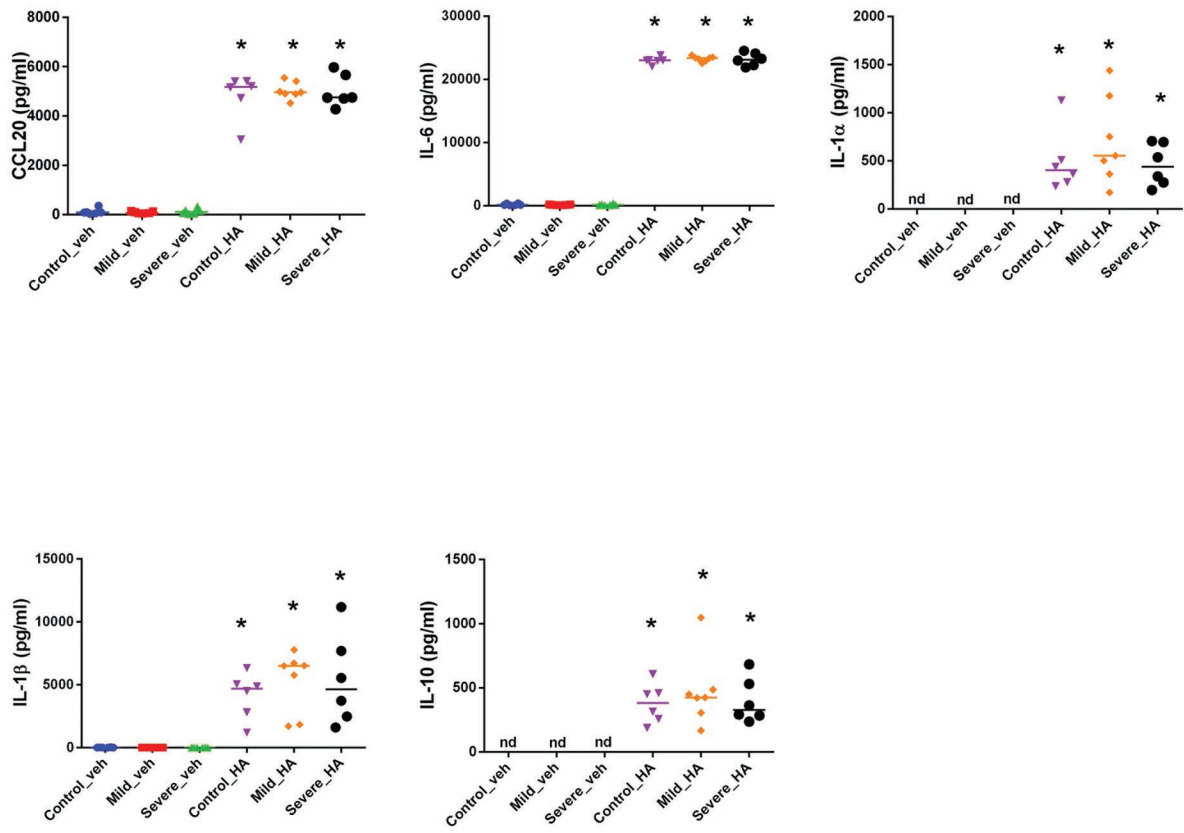 8000
6000
4000
2000
0
CCL20 (pg/ml)
* * *
Control_veh
Mild_veh
Severe_veh
Control_HA
Mild_HA
Severe_HA
30000
20000
10000
0
IL-6 (pg/ml)
* * *
Control_veh
Mild_veh
Severe_veh
Control_HA
Mild_HA
Severe_HA
2000
1500
1000
500
0
IL-1α (pg/ml)
* * *
nd nd nd
Control_veh
Mild_veh
Severe_veh
Control_HA
Mild_HA
Severe_HA
15000
10000
5000
0
IL-1β (pg/ml)
* * *
Control_veh
Mild_veh
Severe_veh
Control_HA
Mild_HA
Severe_HA
1500
1000
500
0
IL-10 (pg/ml)
* * *
nd nd nd
Control_veh
Mild_veh
Severe_veh
Control_HA
Mild_HA
Severe_HA